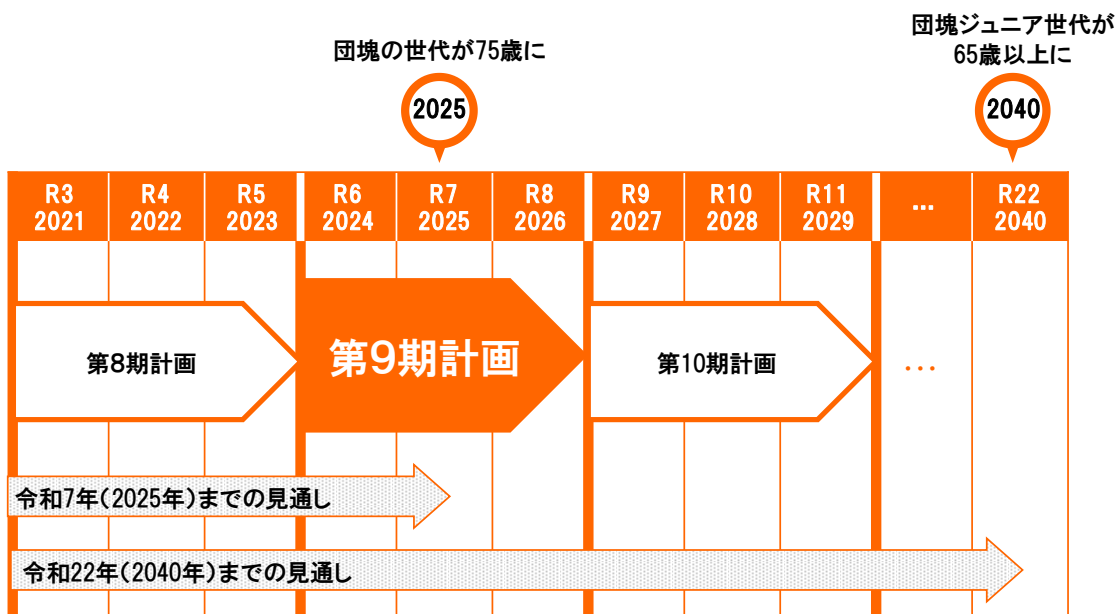 団塊の世代が75歳に
2025
団塊ジュニア世代が
65歳以上に
2040
R3 R4 R5 R6 R7 R8 R9 R10 R11 … R22
2021 2022 2023 2024 2025 2026 2027 2028 2029 2040
第8期計画
第9期計画
第10期計画
…
令和7年(2025年)までの見通し
令和22年(2040年)までの見通し